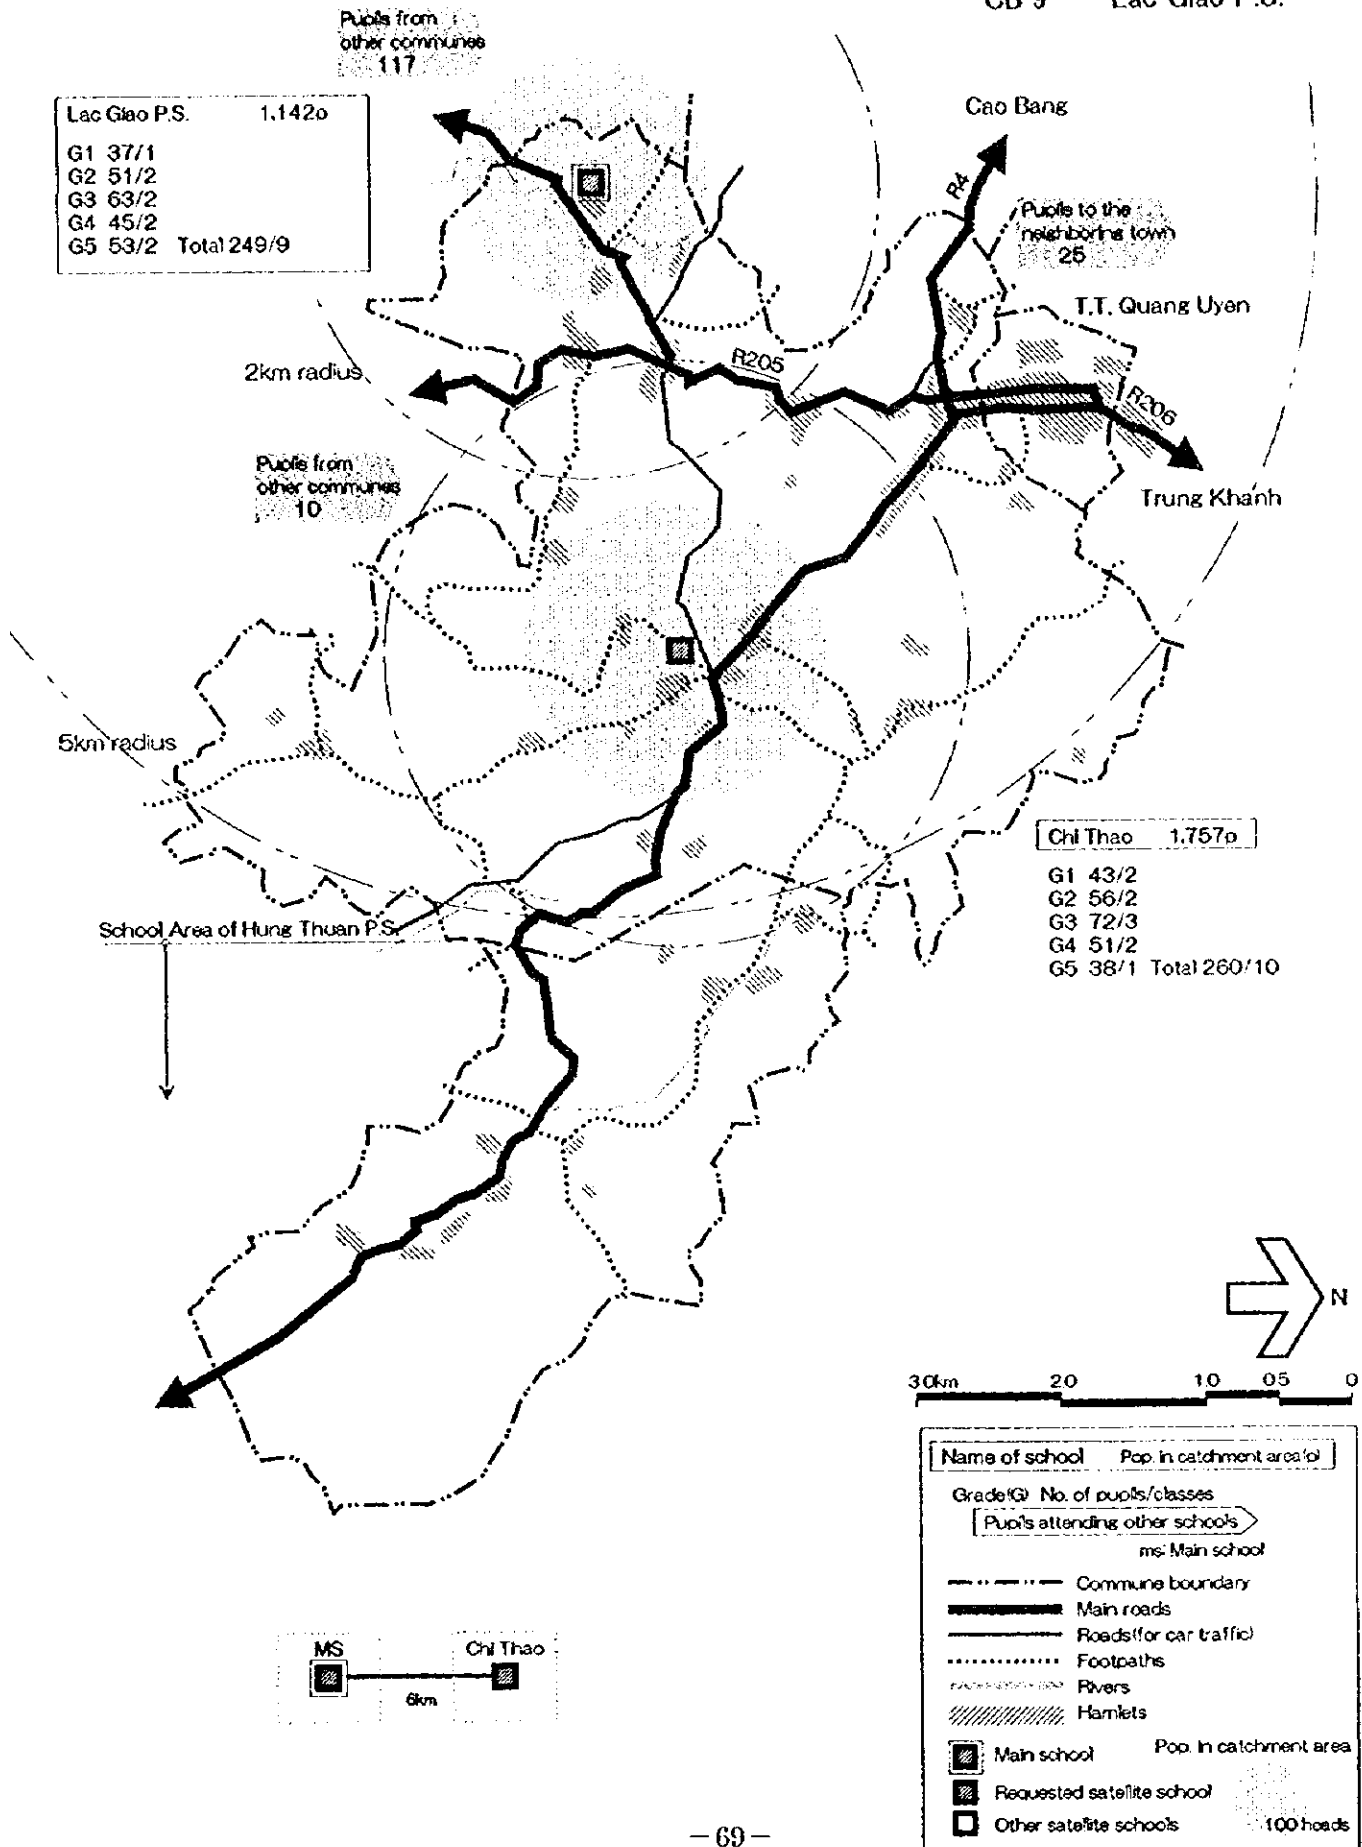 CB-9 Lac Giao P.S.
Pupils from
other communes
117
Lac Giao P.S. 1,142p
G1 37/1
G2 51/2
G3 63/2
G4 45/2
G5 53/2 Total 249/9
Cao Bang
R4
Pupils to the
neighboring town
25
T.T. Quang Uyen
2km radius
R205
R206
Trung Khanh
Pupils from
other communes
10
5km radius
Chi Thao 1,757p
G1 43/2
G2 56/2
G3 72/3
G4 51/2
G5 38/1 Total 260/10
School Area of Hung Thuan P.S.
N
3.0km 2.0 1.0 0.5 0
Name of school Pop. in catchment area(p)
Grade(G) No. of pupils/classes
Pupils attending other schools
ms: Main school
Commune boundary
Main roads
Roads(for car traffic)
Footpaths
Rivers
Hamlets
Main school Pop. in catchment area
Requested satellite school
Other satellite schools 100 heads
MS Chi Thao
6km
-69-